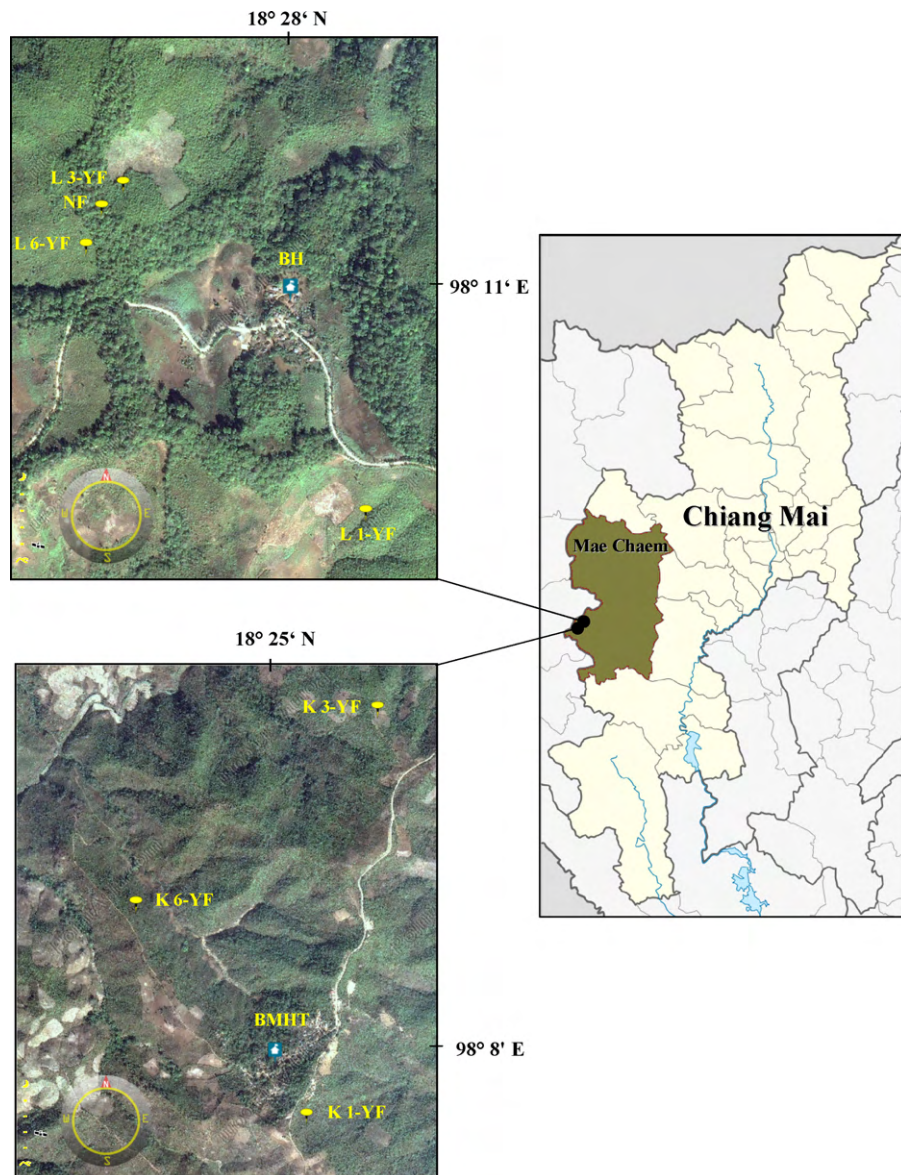 18° 28‘ N
L 3-YF
NF
L 6-YF
BH
98° 11‘ E
N
W
E
S
L 1-YF
Chiang Mai
Mae Chaem
18° 25‘ N
K 3-YF
K 6-YF
BMHT
98° 8' E
N
W
E
S
K 1-YF